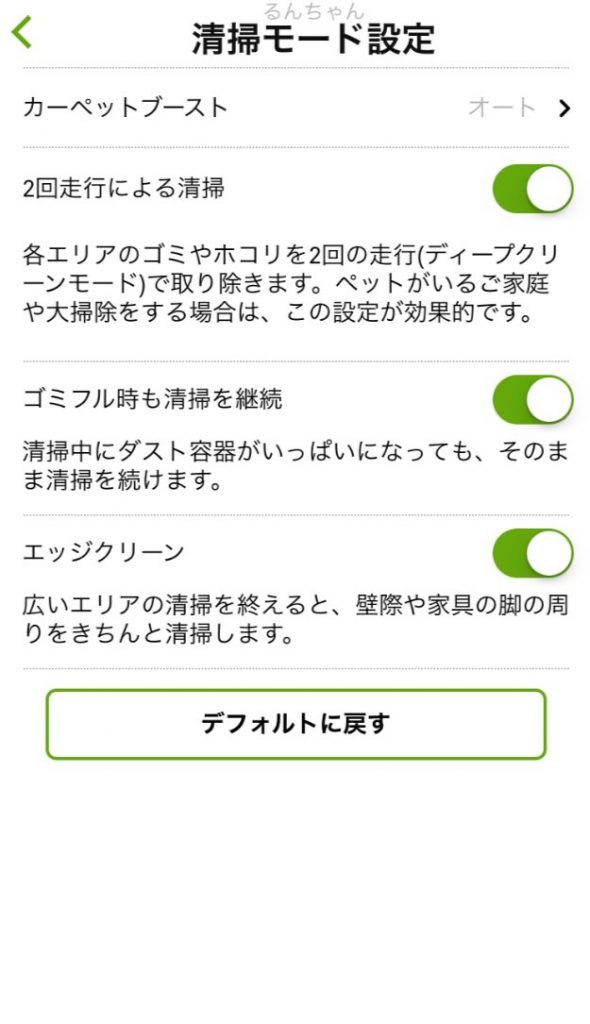 るんちゃん
清掃モード設定
カーペットブースト オート
2回走行による清掃
各エリアのゴミやホコリを2回の走行(ディープクリ
ーンモード)で取り除きます。ペットがいるご家庭
や大掃除をする場合は、この設定が効果的です。
ゴミフル時も清掃を継続
清掃中にダスト容器がいっぱいになっても、そのま
ま清掃を続けます。
エッジクリーン
広いエリアの清掃を終えると、壁際や家具の脚の周
りをきちんと清掃します。
デフォルトに戻す